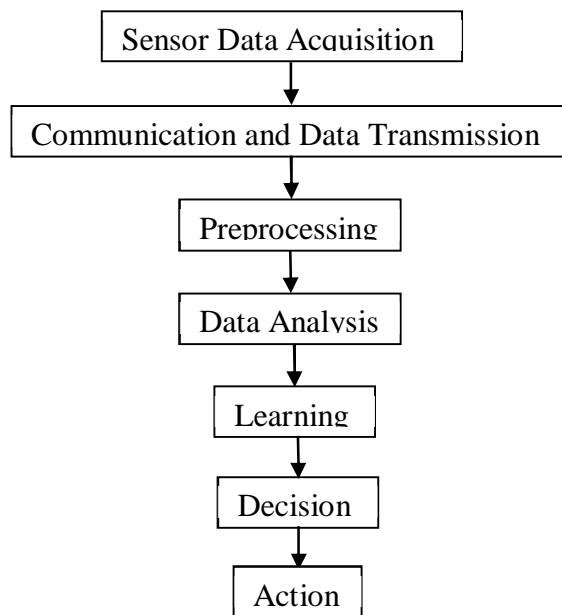 Sensor Data Acquisition
Communication and Data Transmission
Preprocessing
Data Analysis
Learning
Decision
Action